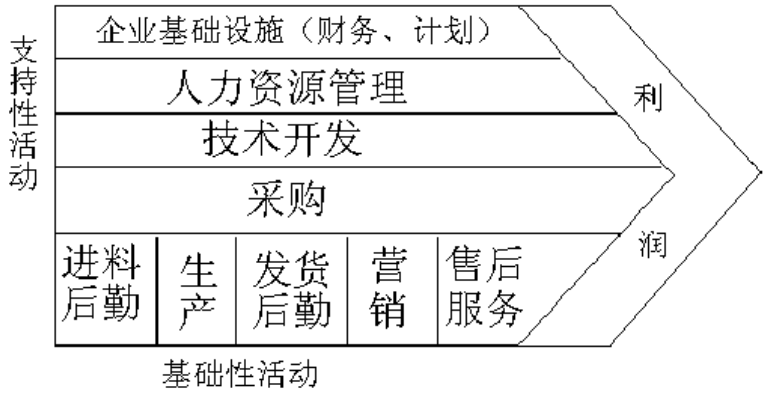 支持性活动
企业基础设施（财务、计划）
人力资源管理
技术开发
采购
进料
后勤
生
产
发货
后勤
营
销
售后
服务
利
润
基础性活动